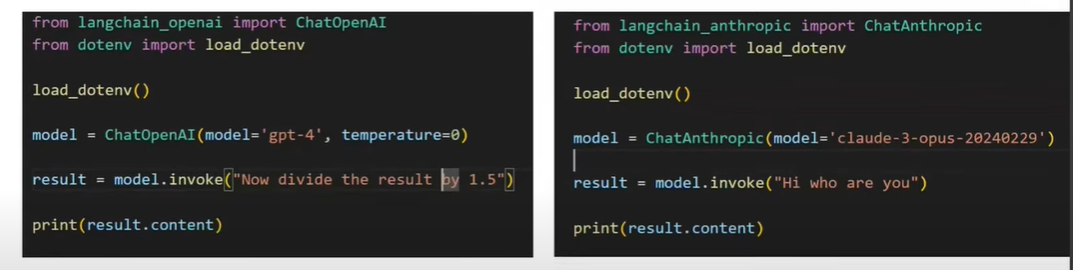 from langchain_openai import ChatOpenAI
from dotenv import load_dotenv
load_dotenv()
model = ChatOpenAI(model='gpt-4', temperature=0)
result = model.invoke("Now divide the result by 1.5")
print(result.content)
from langchain_anthropic import ChatAnthropic
from dotenv import load_dotenv
load_dotenv()
model = ChatAnthropic(model='claude-3-opus-20240229')
result = model.invoke("Hi who are you")
print(result.content)